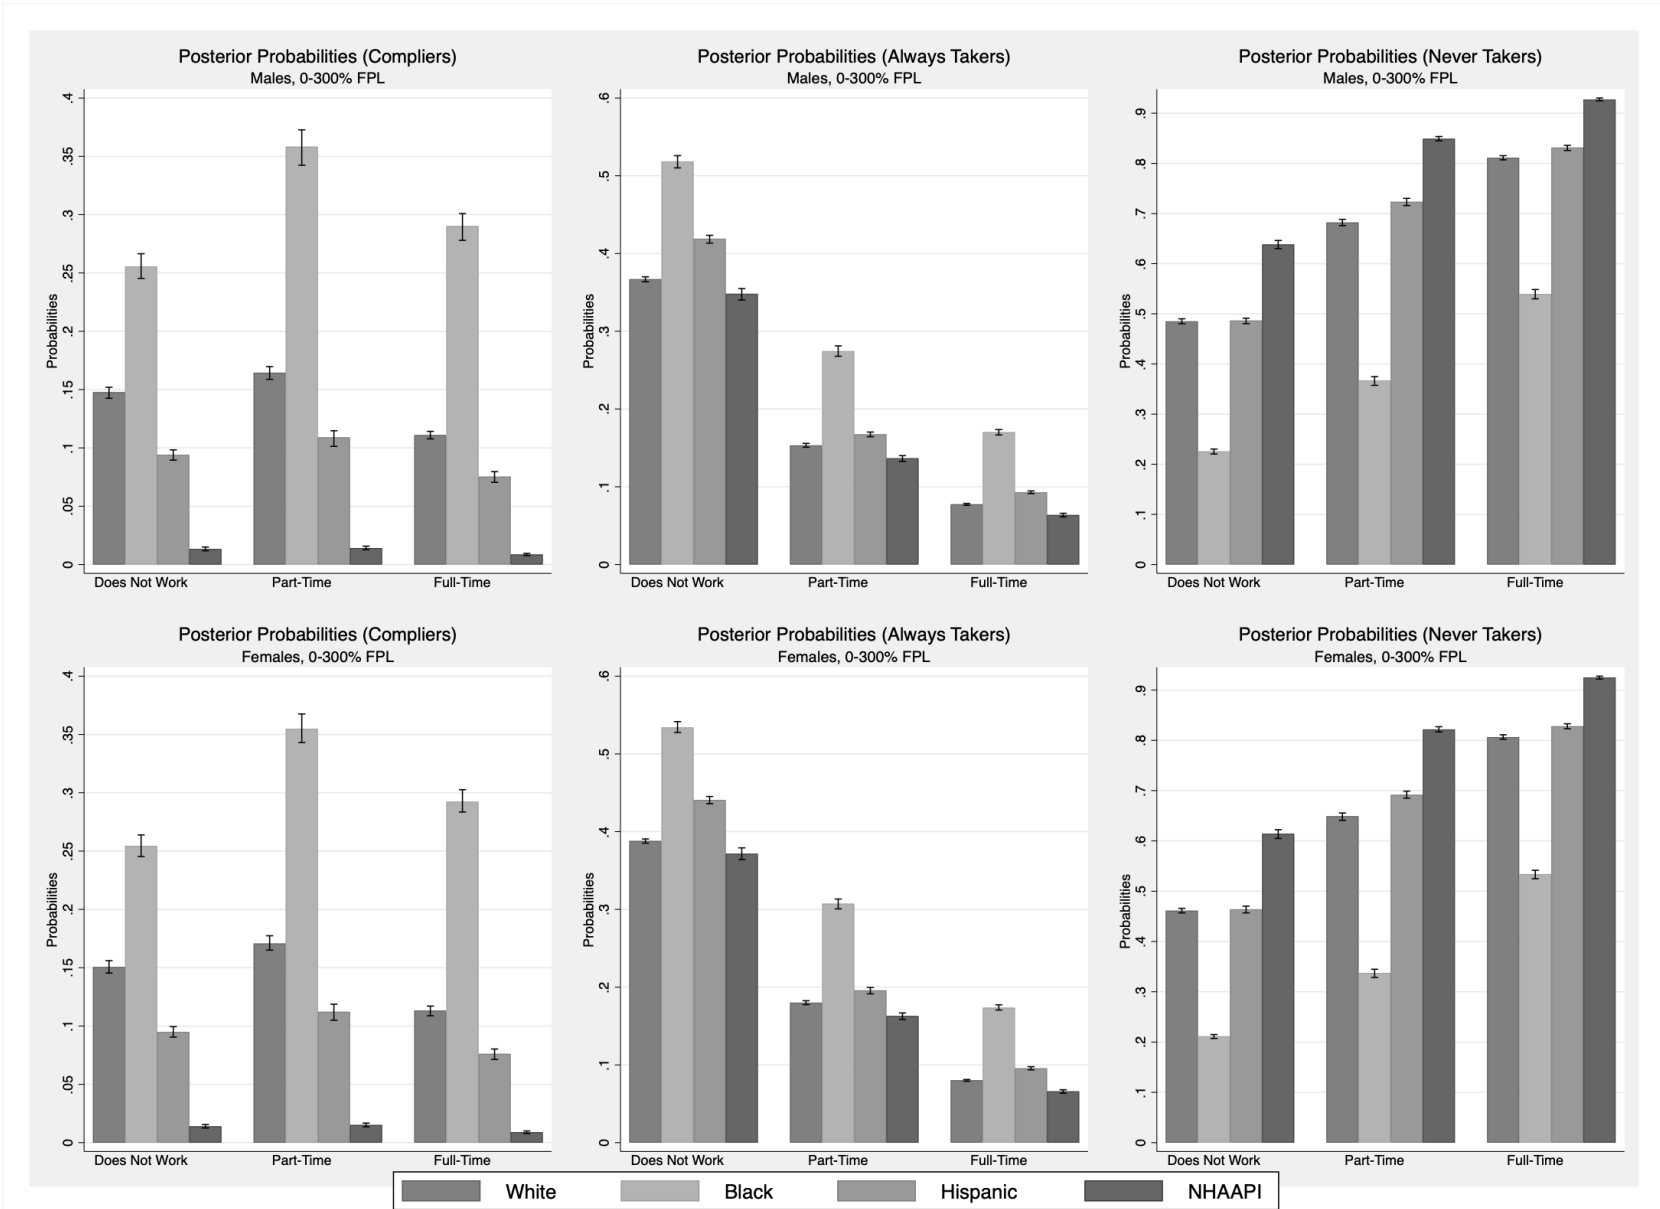 Posterior Probabilities (Compliers)
Males, 0-300% FPL
Probabilities
.4
.35
.3
.25
.2
.15
.1
.05
0
Does Not Work Part-Time Full-Time
Posterior Probabilities (Always Takers)
Males, 0-300% FPL
Probabilities
.6
.5
.4
.3
.2
.1
0
Does Not Work Part-Time Full-Time
Posterior Probabilities (Never Takers)
Males, 0-300% FPL
Probabilities
.9
.8
.7
.6
.5
.4
.3
.2
.1
0
Does Not Work Part-Time Full-Time
Posterior Probabilities (Compliers)
Females, 0-300% FPL
Probabilities
.4
.35
.3
.25
.2
.15
.1
.05
0
Does Not Work Part-Time Full-Time
Posterior Probabilities (Always Takers)
Females, 0-300% FPL
Probabilities
.6
.5
.4
.3
.2
.1
0
Does Not Work Part-Time Full-Time
Posterior Probabilities (Never Takers)
Females, 0-300% FPL
Probabilities
.9
.8
.7
.6
.5
.4
.3
.2
.1
0
Does Not Work Part-Time Full-Time
White Black Hispanic NHAAPI